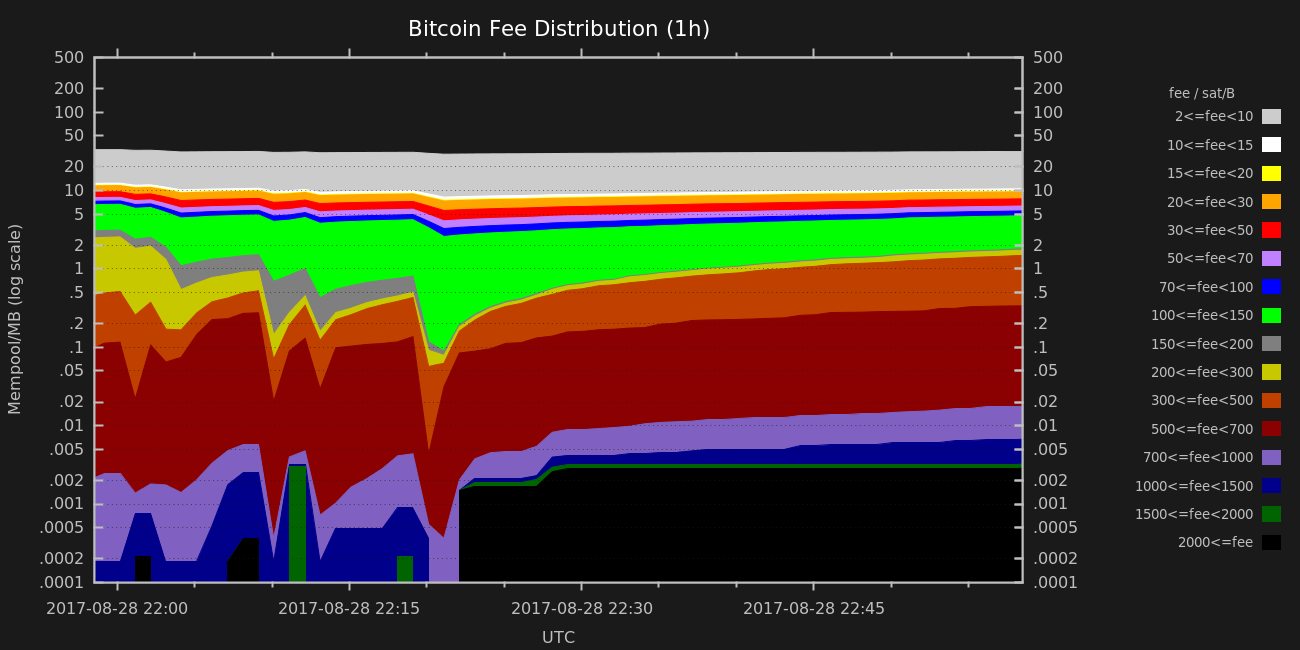 Bitcoin Fee Distribution (1h)
Mempool/MB (log scale)
500
200
100
50
20
10
5
2
1
.5
.2
.1
.05
.02
.01
.005
.002
.001
.0005
.0002
.0001
500
200
100
50
20
10
5
2
1
.5
.2
.1
.05
.02
.01
.005
.002
.001
.0005
.0002
.0001
fee / sat/B
2<=fee<10
10<=fee<15
15<=fee<20
20<=fee<30
30<=fee<50
50<=fee<70
70<=fee<100
100<=fee<150
150<=fee<200
200<=fee<300
300<=fee<500
500<=fee<700
700<=fee<1000
1000<=fee<1500
1500<=fee<2000
2000<=fee
2017-08-28 22:00 2017-08-28 22:15 2017-08-28 22:30 2017-08-28 22:45
UTC